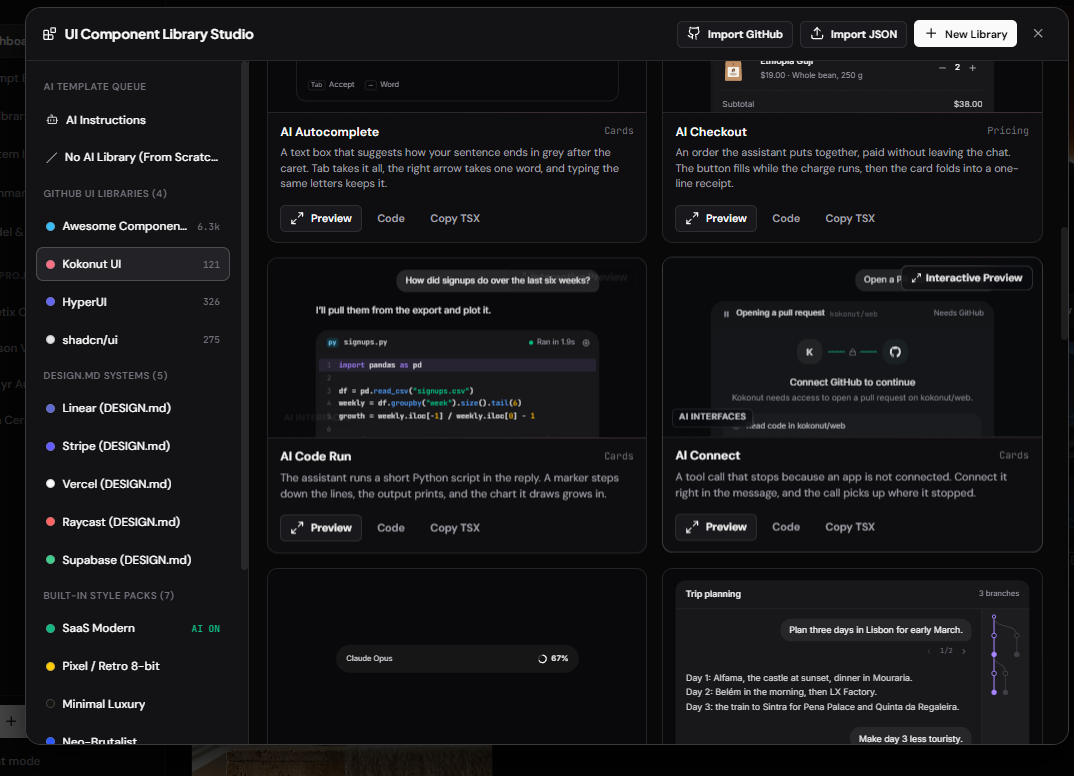 UI Component Library Studio
Import GitHub
Import JSON
+ New Library
AI TEMPLATE QUEUE
AI Instructions
No AI Library (From Scratc...
GITHUB UI LIBRARIES (4)
Awesome Componen... 6.3k
Kokonut UI 121
HyperUI 326
shadcn/ui 275
DESIGN.MD SYSTEMS (5)
Linear (DESIGN.md)
Stripe (DESIGN.md)
Vercel (DESIGN.md)
Raycast (DESIGN.md)
Supabase (DESIGN.md)
BUILT-IN STYLE PACKS (7)
SaaS Modern AI ON
Pixel / Retro 8-bit
Minimal Luxury
Neo-Brutalist
Tab Accept → Word
AI Autocomplete Cards
A text box that suggests how your sentence ends in grey after the
caret. Tab takes it all, the right arrow takes one word, and typing the
same letters keeps it.
Preview Code Copy TSX
Ethiopia Guji
$19.00 · Whole bean, 250 g
− 2 +
Subtotal $38.00
AI Checkout Pricing
An order the assistant puts together, paid without leaving the chat.
The button fills while the charge runs, then the card folds into a one-
line receipt.
Preview Code Copy TSX
How did signups do over the last six weeks?
I'll pull them from the export and plot it.
py signups.py Ran in 1.9s
1 import pandas as pd
2
3 df = pd.read_csv("signups.csv")
4 weekly = df.groupby("week").size().tail(6)
5 growth = weekly.iloc[-1] / weekly.iloc[0] - 1
6
AI Code Run Cards
The assistant runs a short Python script in the reply. A marker steps
down the lines, the output prints, and the chart it draws grows in.
Preview Code Copy TSX
Open a
Interactive Preview
Opening a pull request kokonut/web Needs GitHub
K
Connect GitHub to continue
Kokonut needs access to open a pull request on kokonut/web.
AI INTERFACES
code in kokonut/web
AI Connect Cards
A tool call that stops because an app is not connected. Connect it
right in the message, and the call picks up where it stopped.
Preview Code Copy TSX
Claude Opus 67%
Trip planning 3 branches
Plan three days in Lisbon for early March.
‹ 1/2 ›
Day 1: Alfama, the castle at sunset, dinner in Mouraria.
Day 2: Belém in the morning, then LX Factory.
Day 3: the train to Sintra for Pena Palace and Quinta da Regaleira.
Make day 3 less touristy.